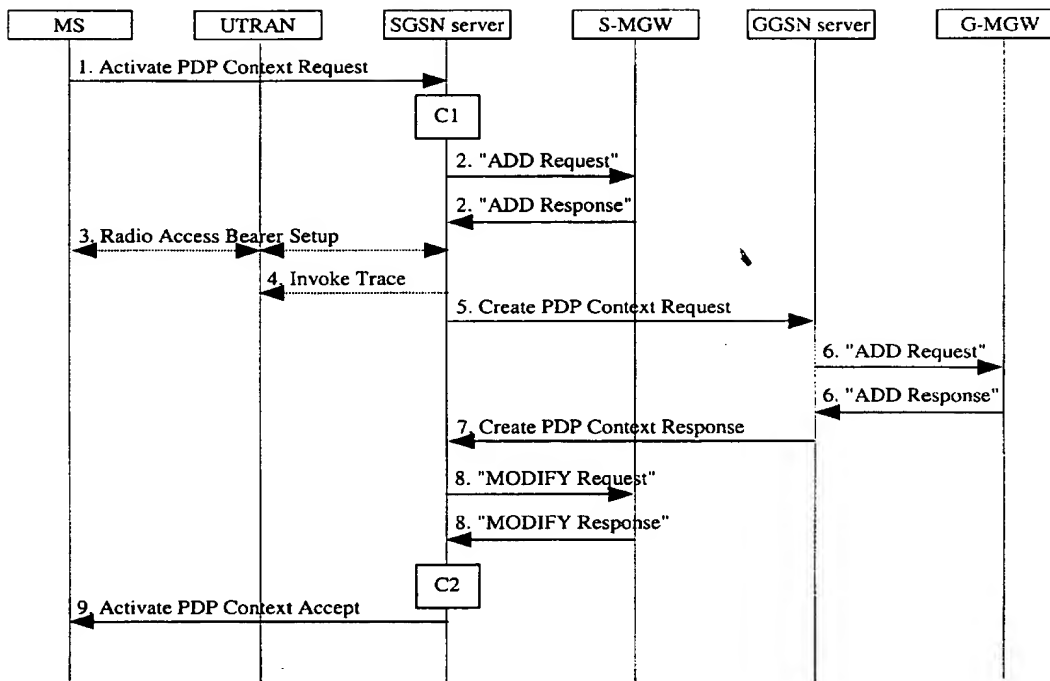 MS UTRAN SGSN server S-MGW GGSN server G-MGW
1. Activate PDP Context Request
C1
2. "ADD Request"
2. "ADD Response"
3. Radio Access Bearer Setup
4. Invoke Trace
5. Create PDP Context Request
6. "ADD Request"
6. "ADD Response"
7. Create PDP Context Response
8. "MODIFY Request"
8. "MODIFY Response"
C2
9. Activate PDP Context Accept